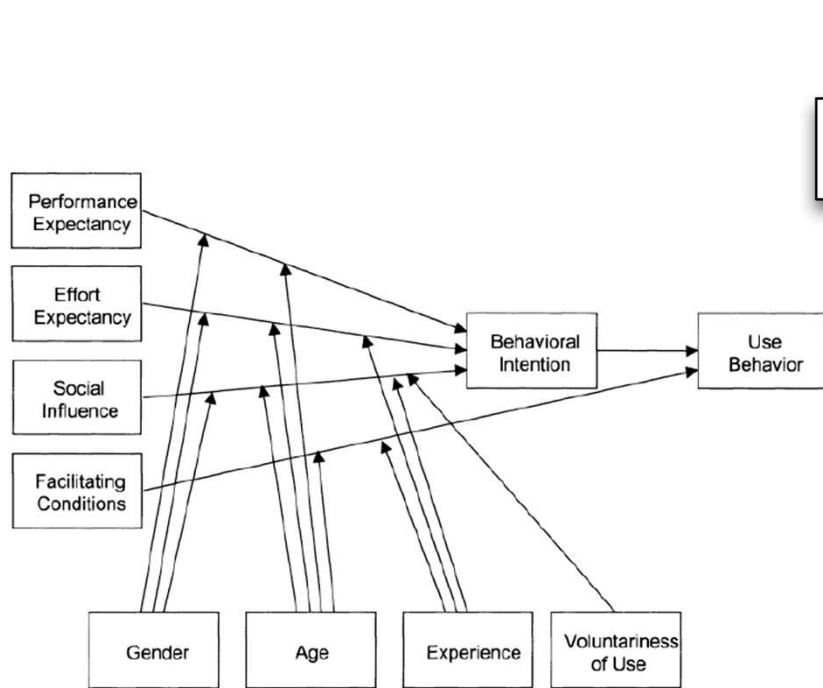 Performance
Expectancy
Effort
Expectancy
Social
Influence
Facilitating
Conditions
Behavioral
Intention
Use
Behavior
Gender
Age
Experience
Voluntariness
of Use